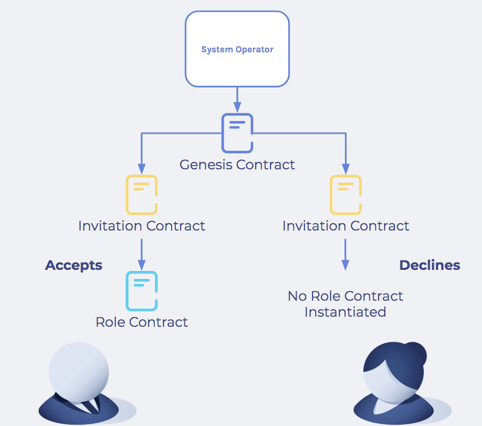 System Operator
Genesis Contract
Invitation Contract
Invitation Contract
Accepts
Declines
Role Contract
No Role Contract
Instantiated